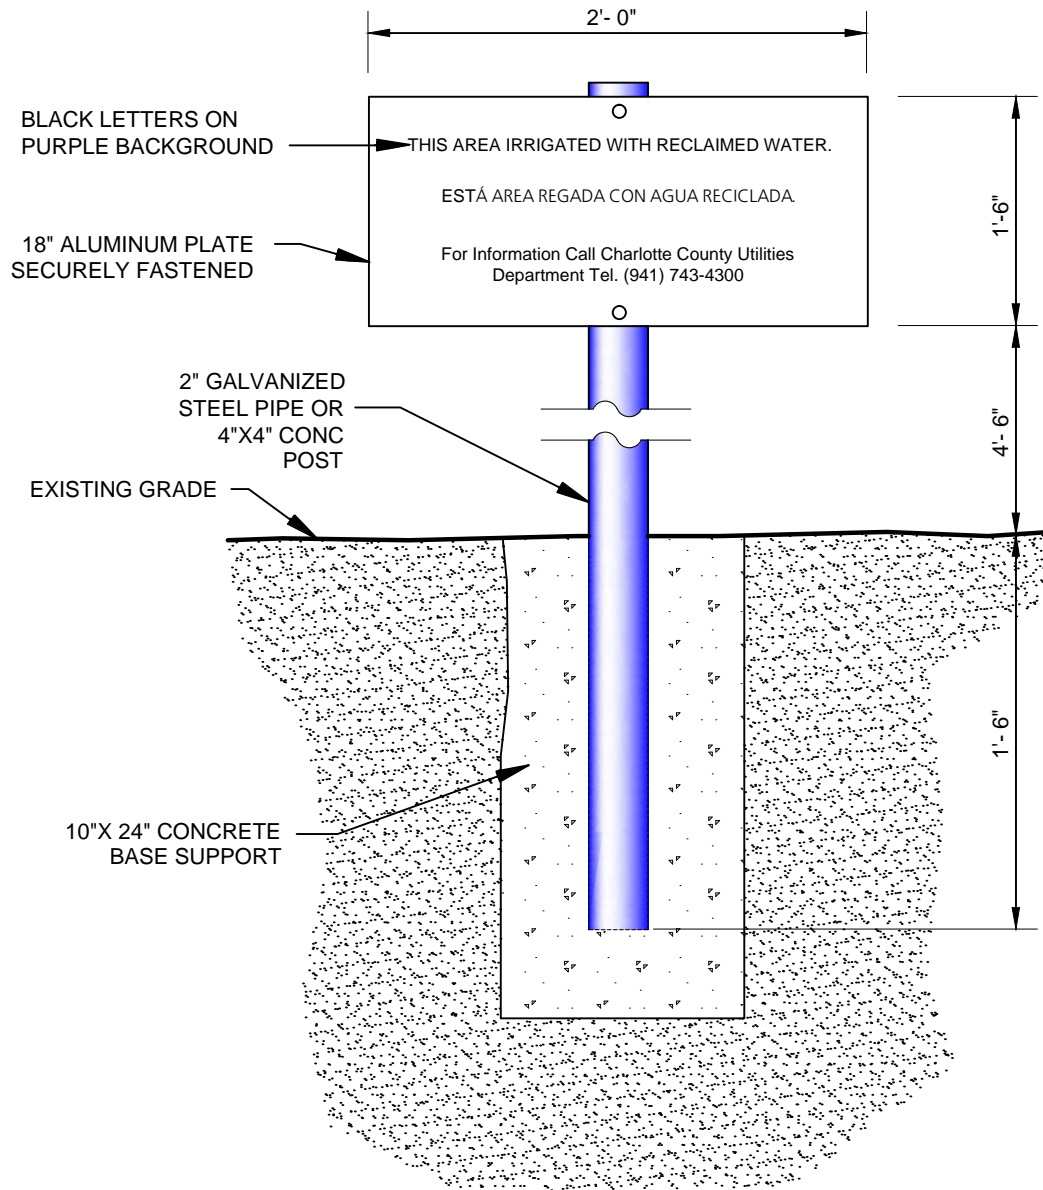 2'- 0"
BLACK LETTERS ON
PURPLE BACKGROUND
THIS AREA IRRIGATED WITH RECLAIMED WATER.
ESTÁ AREA REGADA CON AGUA RECICLADA.
For Information Call Charlotte County Utilities
Department Tel. (941) 743-4300
1'-6"
18" ALUMINUM PLATE
SECURELY FASTENED
2" GALVANIZED
STEEL PIPE OR
4"X4" CONC
POST
4'- 6"
EXISTING GRADE
1'- 6"
10"X 24" CONCRETE
BASE SUPPORT